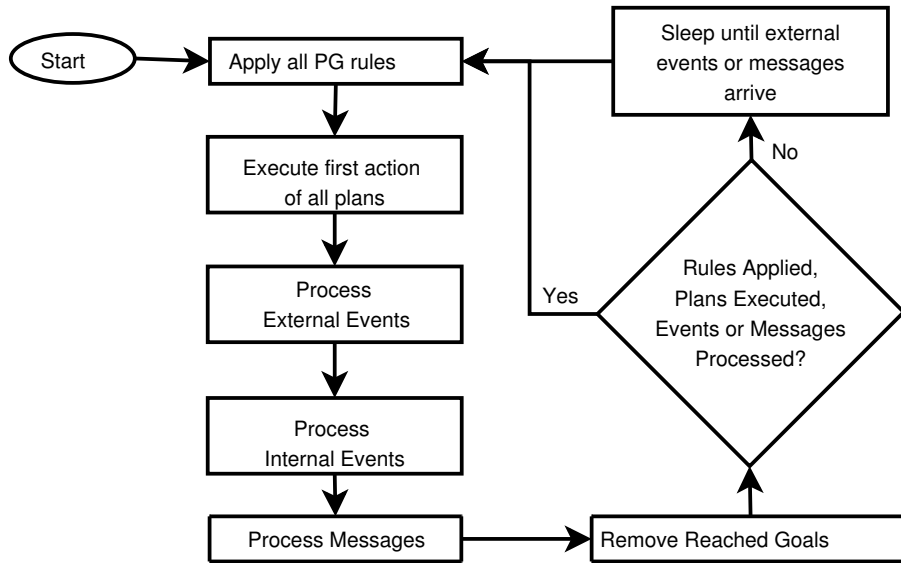 Start
Apply all PG rules
Execute first action
of all plans
Process
External Events
Process
Internal Events
Process Messages
Remove Reached Goals
Rules Applied,
Plans Executed,
Events or Messages
Processed?
Yes
No
Sleep until external
events or messages
arrive